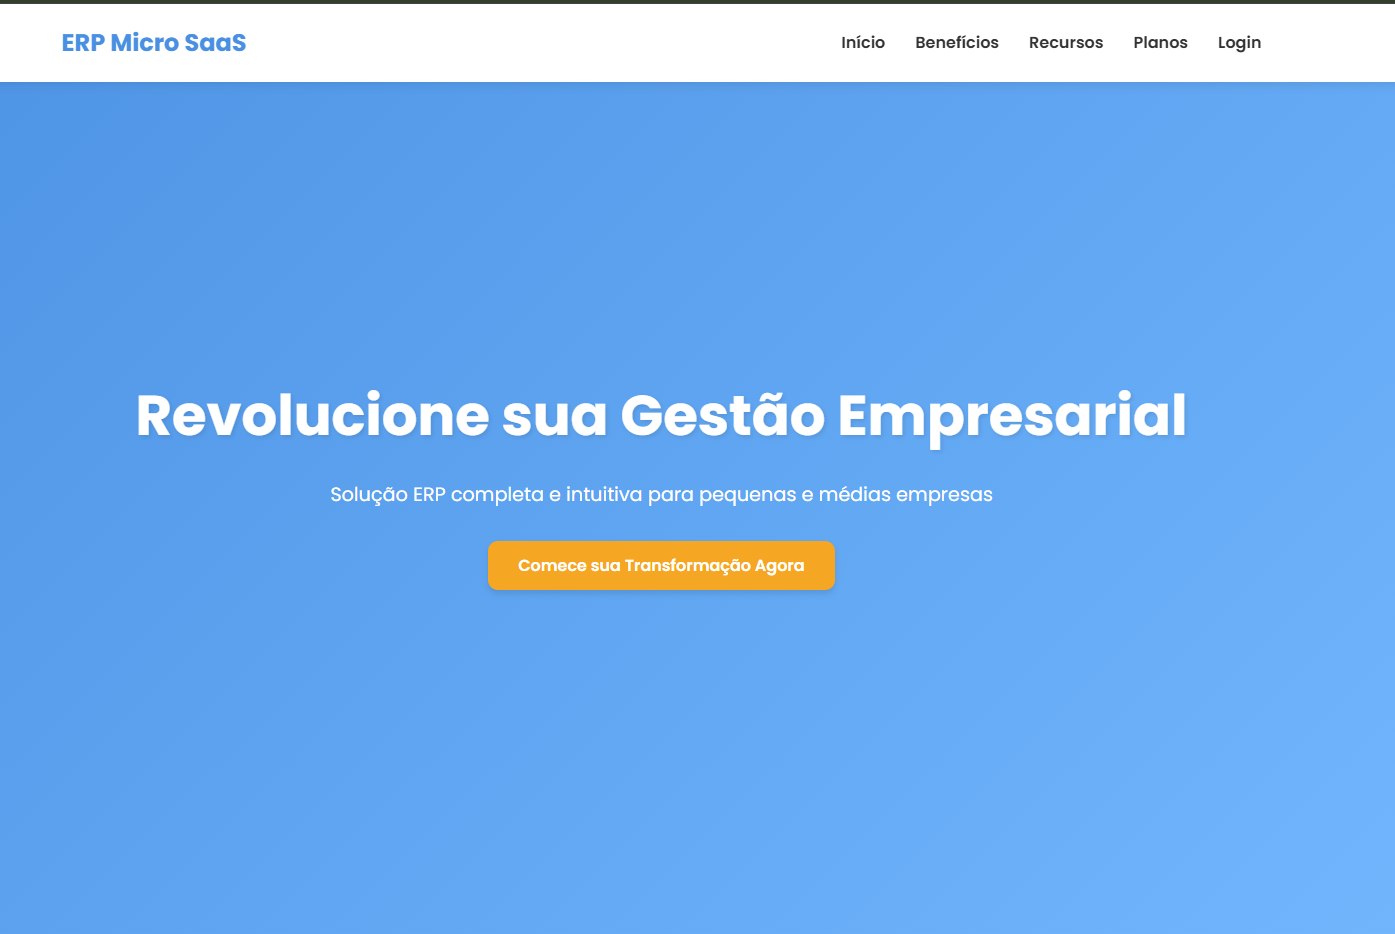 ERP Micro SaaS
Início Benefícios Recursos Planos Login
Revolucione sua Gestão Empresarial
Solução ERP completa e intuitiva para pequenas e médias empresas
Comece sua Transformação Agora